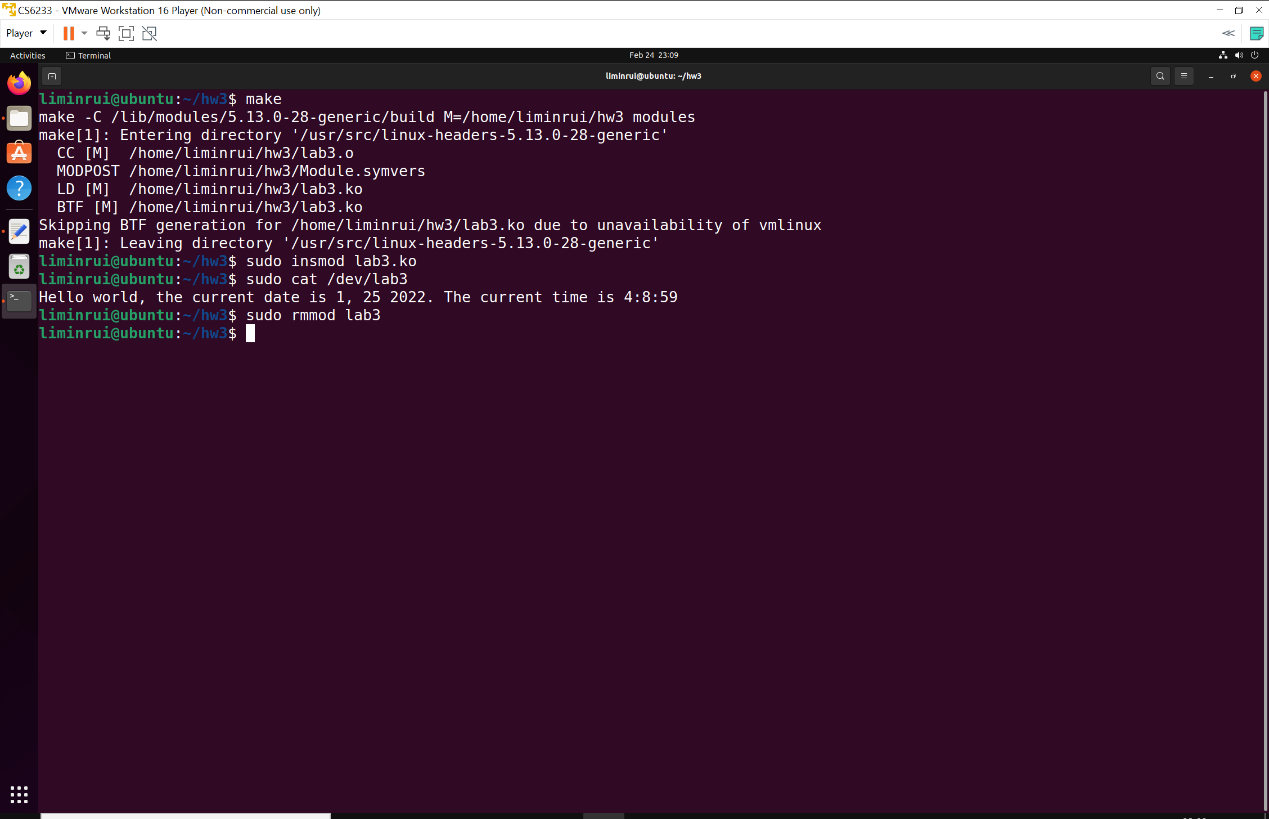 CS6233 - VMware Workstation 16 Player (Non-commercial use only)
Player
Activities
Terminal
Feb 24 23:09
liminrui@ubuntu: ~/hw3
liminrui@ubuntu:~/hw3$ make
make -C /lib/modules/5.13.0-28-generic/build M=/home/liminrui/hw3 modules
make[1]: Entering directory '/usr/src/linux-headers-5.13.0-28-generic'
  CC [M]  /home/liminrui/hw3/lab3.o
  MODPOST /home/liminrui/hw3/Module.symvers
  LD [M]  /home/liminrui/hw3/lab3.ko
  BTF [M] /home/liminrui/hw3/lab3.ko
Skipping BTF generation for /home/liminrui/hw3/lab3.ko due to unavailability of vmlinux
make[1]: Leaving directory '/usr/src/linux-headers-5.13.0-28-generic'
liminrui@ubuntu:~/hw3$ sudo insmod lab3.ko
liminrui@ubuntu:~/hw3$ sudo cat /dev/lab3
Hello world, the current date is 1, 25 2022. The current time is 4:8:59
liminrui@ubuntu:~/hw3$ sudo rmmod lab3
liminrui@ubuntu:~/hw3$